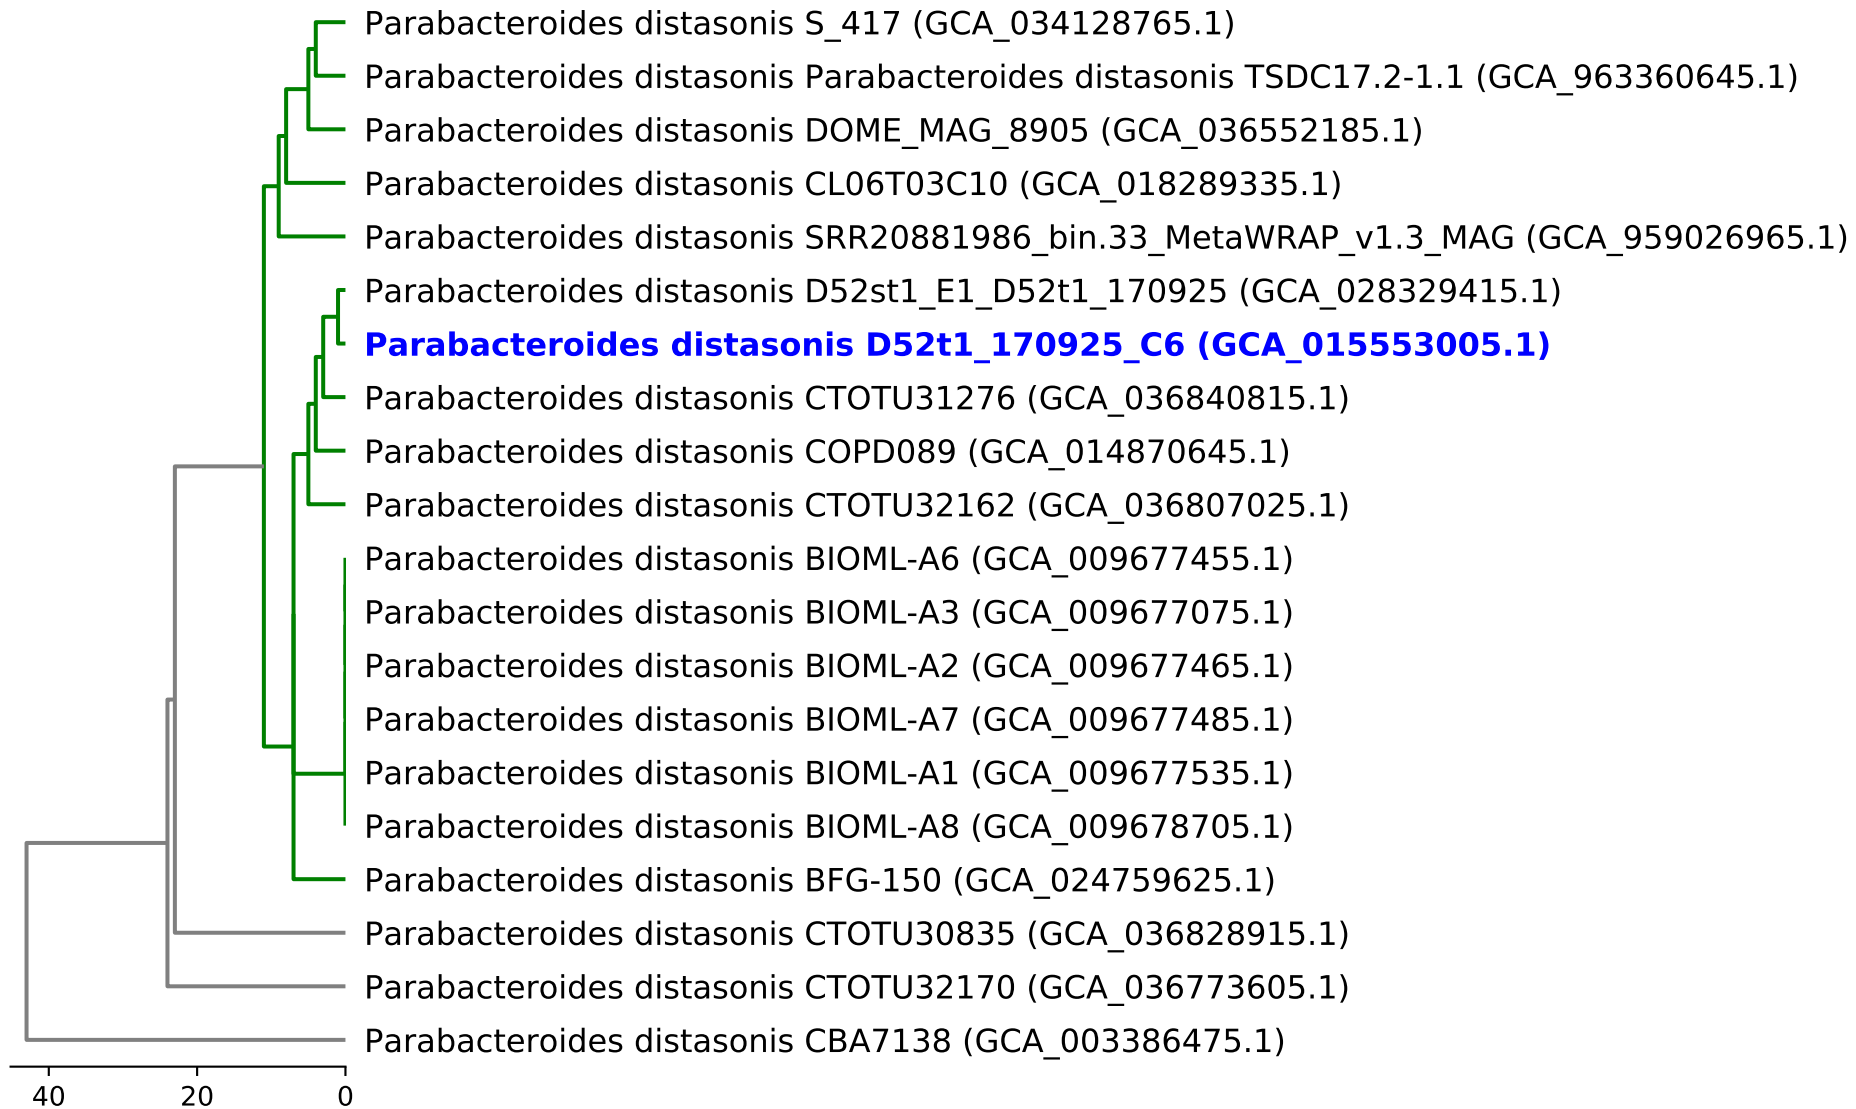 Parabacteroides distasonis S_417 (GCA_034128765.1)
Parabacteroides distasonis Parabacteroides distasonis TSDC17.2-1.1 (GCA_963360645.1)
Parabacteroides distasonis DOME_MAG_8905 (GCA_036552185.1)
Parabacteroides distasonis CL06T03C10 (GCA_018289335.1)
Parabacteroides distasonis SRR20881986_bin.33_MetaWRAP_v1.3_MAG (GCA_959026965.1)
Parabacteroides distasonis D52st1_E1_D52t1_170925 (GCA_028329415.1)
Parabacteroides distasonis D52t1_170925_C6 (GCA_015553005.1)
Parabacteroides distasonis CTOTU31276 (GCA_036840815.1)
Parabacteroides distasonis COPD089 (GCA_014870645.1)
Parabacteroides distasonis CTOTU32162 (GCA_036807025.1)
Parabacteroides distasonis BIOML-A6 (GCA_009677455.1)
Parabacteroides distasonis BIOML-A3 (GCA_009677075.1)
Parabacteroides distasonis BIOML-A2 (GCA_009677465.1)
Parabacteroides distasonis BIOML-A7 (GCA_009677485.1)
Parabacteroides distasonis BIOML-A1 (GCA_009677535.1)
Parabacteroides distasonis BIOML-A8 (GCA_009678705.1)
Parabacteroides distasonis BFG-150 (GCA_024759625.1)
Parabacteroides distasonis CTOTU30835 (GCA_036828915.1)
Parabacteroides distasonis CTOTU32170 (GCA_036773605.1)
Parabacteroides distasonis CBA7138 (GCA_003386475.1)
40 20 0